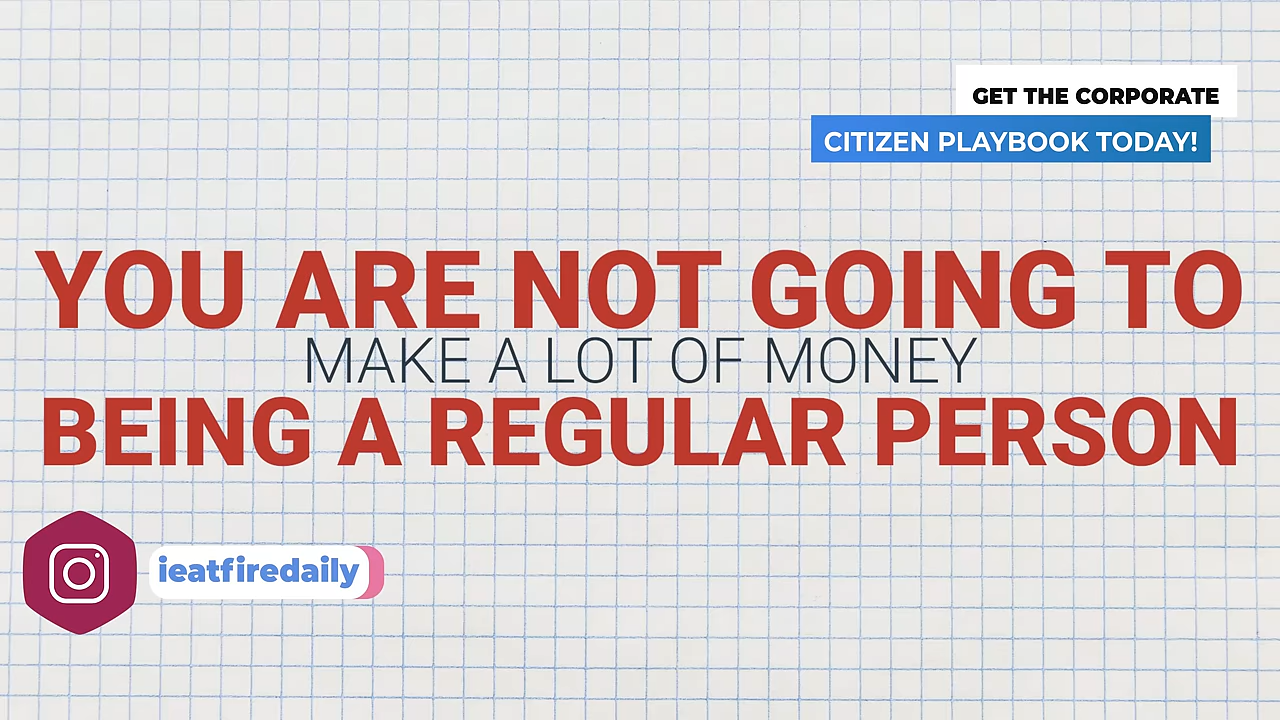 GET THE CORPORATE
CITIZEN PLAYBOOK TODAY!
YOU ARE NOT GOING TO
MAKE A LOT OF MONEY
BEING A REGULAR PERSON
ieatfiredaily